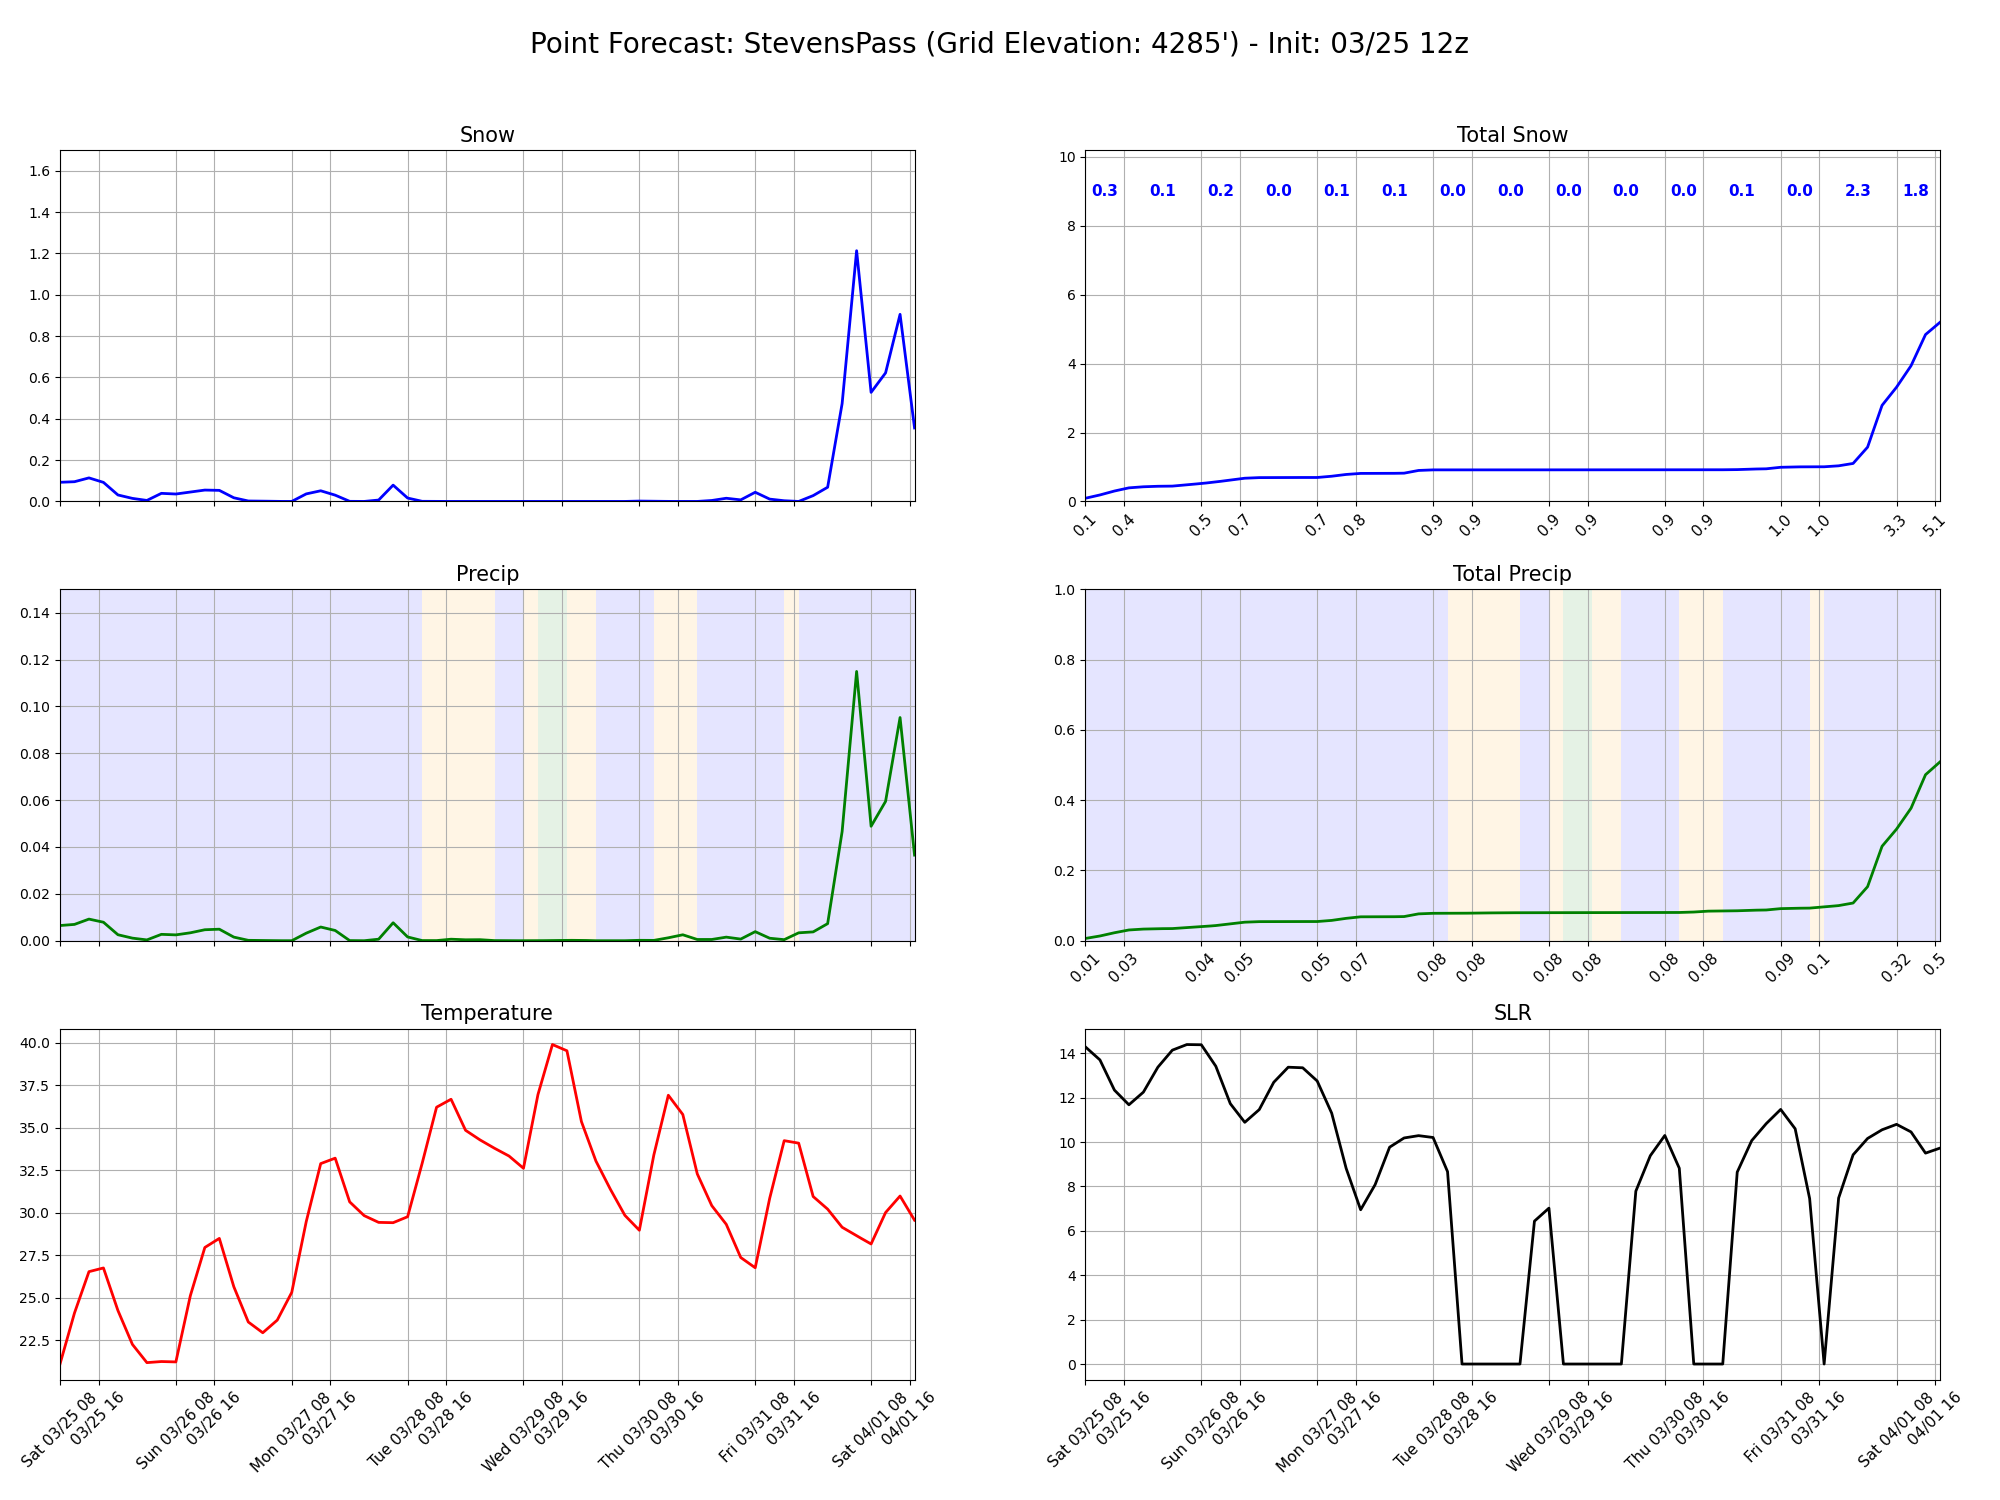 Point Forecast: StevensPass (Grid Elevation: 4285') - Init: 03/25 12z
Snow
1.6
1.4
1.2
1.0
0.8
0.6
0.4
0.2
0.0
Total Snow
10
8
6
4
2
0
0.3 0.1 0.2 0.0 0.1 0.1 0.0 0.0 0.0 0.0 0.0 0.1 0.0 2.3 1.8
0.1 0.4 0.5 0.7 0.7 0.8 0.9 0.9 0.9 0.9 0.9 0.9 1.0 1.0 3.3 5.1
Precip
0.14
0.12
0.10
0.08
0.06
0.04
0.02
0.00
Total Precip
1.0
0.8
0.6
0.4
0.2
0.0
0.01 0.03 0.04 0.05 0.05 0.07 0.08 0.08 0.08 0.08 0.08 0.08 0.09 0.1 0.32 0.5
Temperature
40.0
37.5
35.0
32.5
30.0
27.5
25.0
22.5
Sat 03/25 08
03/25 16
Sun 03/26 08
03/26 16
Mon 03/27 08
03/27 16
Tue 03/28 08
03/28 16
Wed 03/29 08
03/29 16
Thu 03/30 08
03/30 16
Fri 03/31 08
03/31 16
Sat 04/01 08
04/01 16
SLR
14
12
10
8
6
4
2
0
Sat 03/25 08
03/25 16
Sun 03/26 08
03/26 16
Mon 03/27 08
03/27 16
Tue 03/28 08
03/28 16
Wed 03/29 08
03/29 16
Thu 03/30 08
03/30 16
Fri 03/31 08
03/31 16
Sat 04/01 08
04/01 16